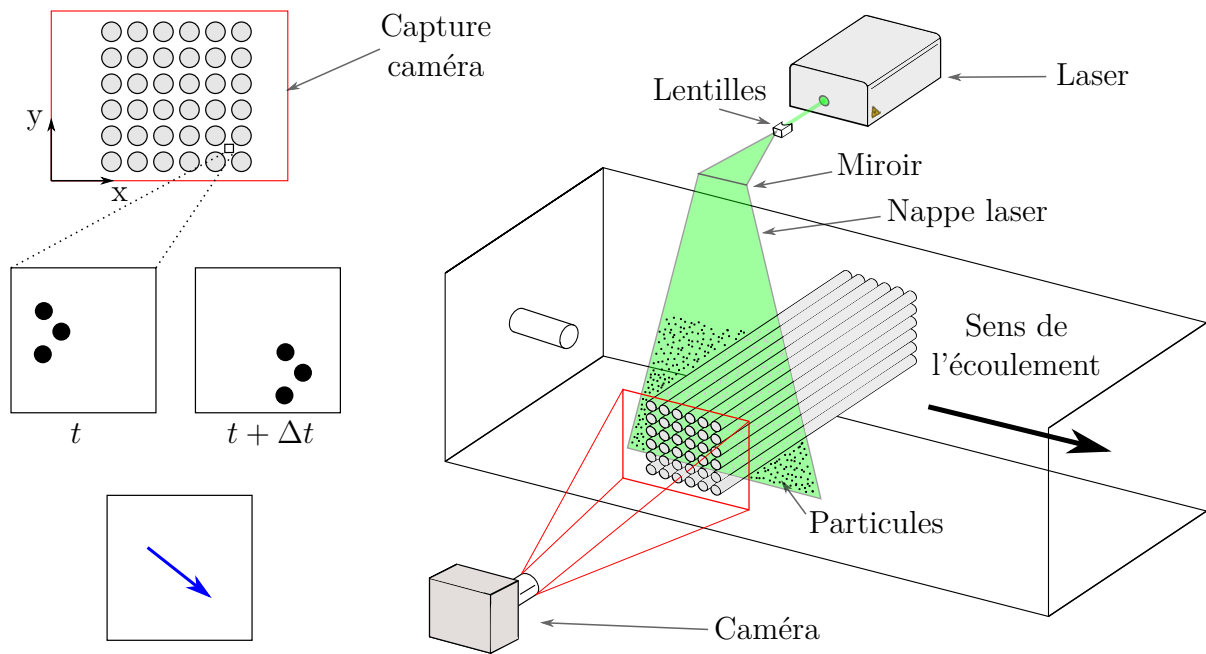 Capture
caméra
y
x
t
t + Δt
Lentilles
Laser
Miroir
Nappe laser
Sens de
l'écoulement
Particules
Caméra